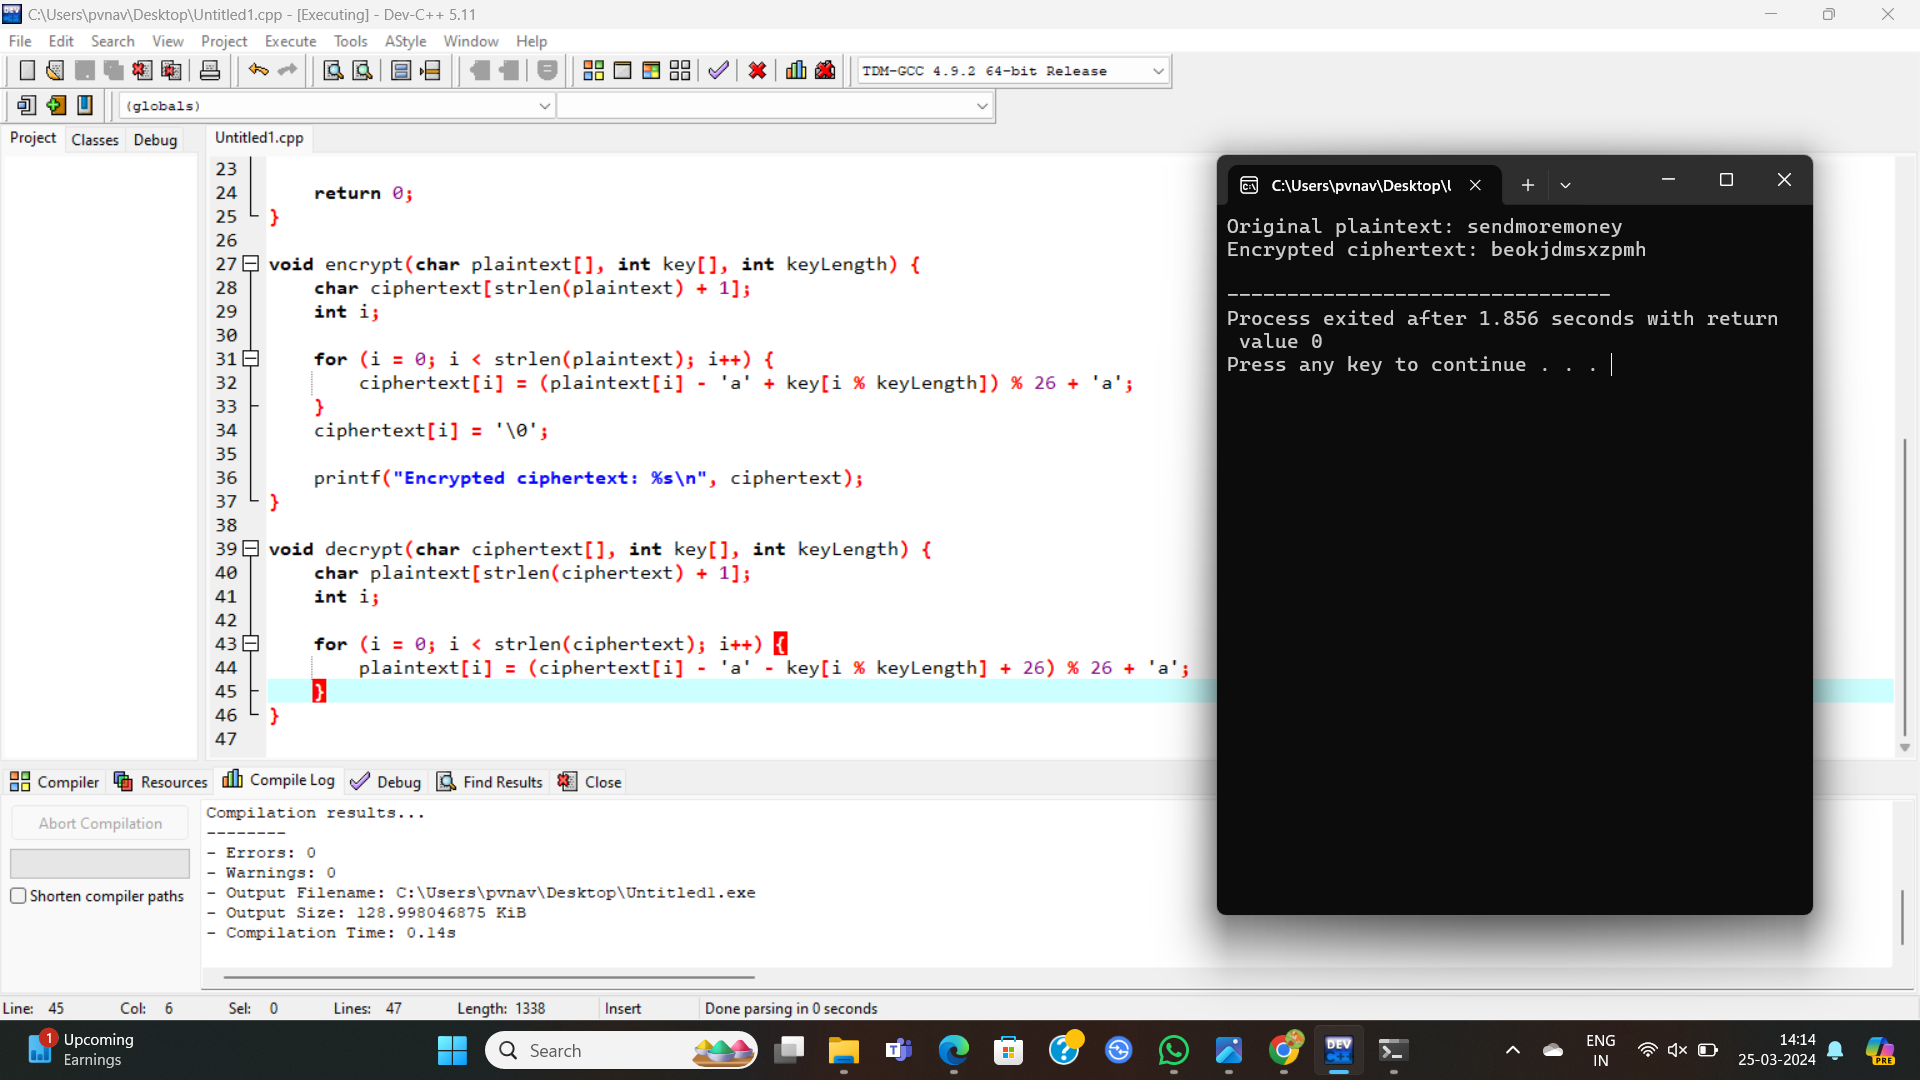 C:\Users\pvnav\Desktop\Untitled1.cpp - [Executing] - Dev-C++ 5.11
File Edit Search View Project Execute Tools AStyle Window Help
TDM-GCC 4.9.2 64-bit Release
(globals)
Project Classes Debug
Untitled1.cpp
23
24 return 0;
25 }
26
27 void encrypt(char plaintext[], int key[], int keyLength) {
28 char ciphertext[strlen(plaintext) + 1];
29 int i;
30
31 for (i = 0; i < strlen(plaintext); i++) {
32 ciphertext[i] = (plaintext[i] - 'a' + key[i % keyLength]) % 26 + 'a';
33 }
34 ciphertext[i] = '\0';
35
36 printf("Encrypted ciphertext: %s\n", ciphertext);
37 }
38
39 void decrypt(char ciphertext[], int key[], int keyLength) {
40 char plaintext[strlen(ciphertext) + 1];
41 int i;
42
43 for (i = 0; i < strlen(ciphertext); i++) {
44 plaintext[i] = (ciphertext[i] - 'a' - key[i % keyLength] + 26) % 26 + 'a';
45 }
46 }
47
C:\Users\pvnav\Desktop\
Original plaintext: sendmoremoney
Encrypted ciphertext: beokjdmsxzpmh
--------------------------------
Process exited after 1.856 seconds with return
value 0
Press any key to continue . . .
Compiler Resources Compile Log Debug Find Results Close
Abort Compilation
Shorten compiler paths
Compilation results...
--------
- Errors: 0
- Warnings: 0
- Output Filename: C:\Users\pvnav\Desktop\Untitled1.exe
- Output Size: 128.998046875 KiB
- Compilation Time: 0.14s
Line: 45 Col: 6 Sel: 0 Lines: 47 Length: 1338 Insert Done parsing in 0 seconds
1
Upcoming
Earnings
Search
DEV
C++
ENG
IN
14:14
25-03-2024
PRE